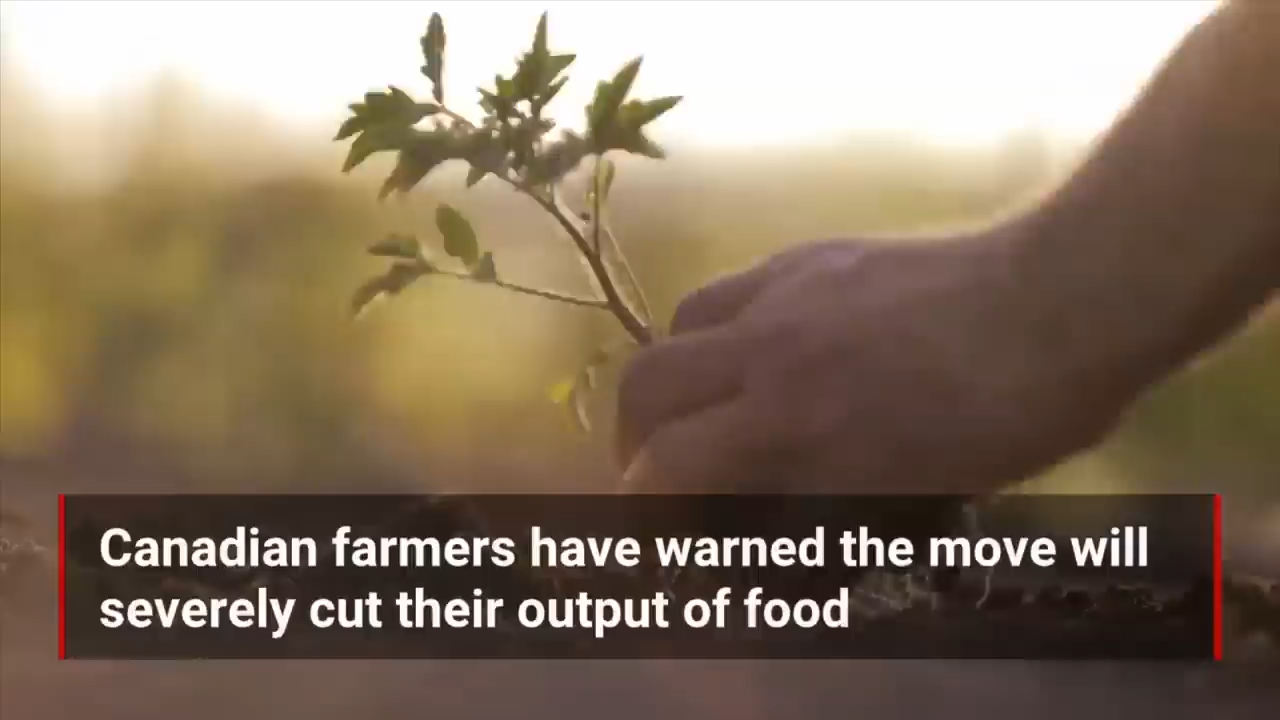 Canadian farmers have warned the move will
severely cut their output of food